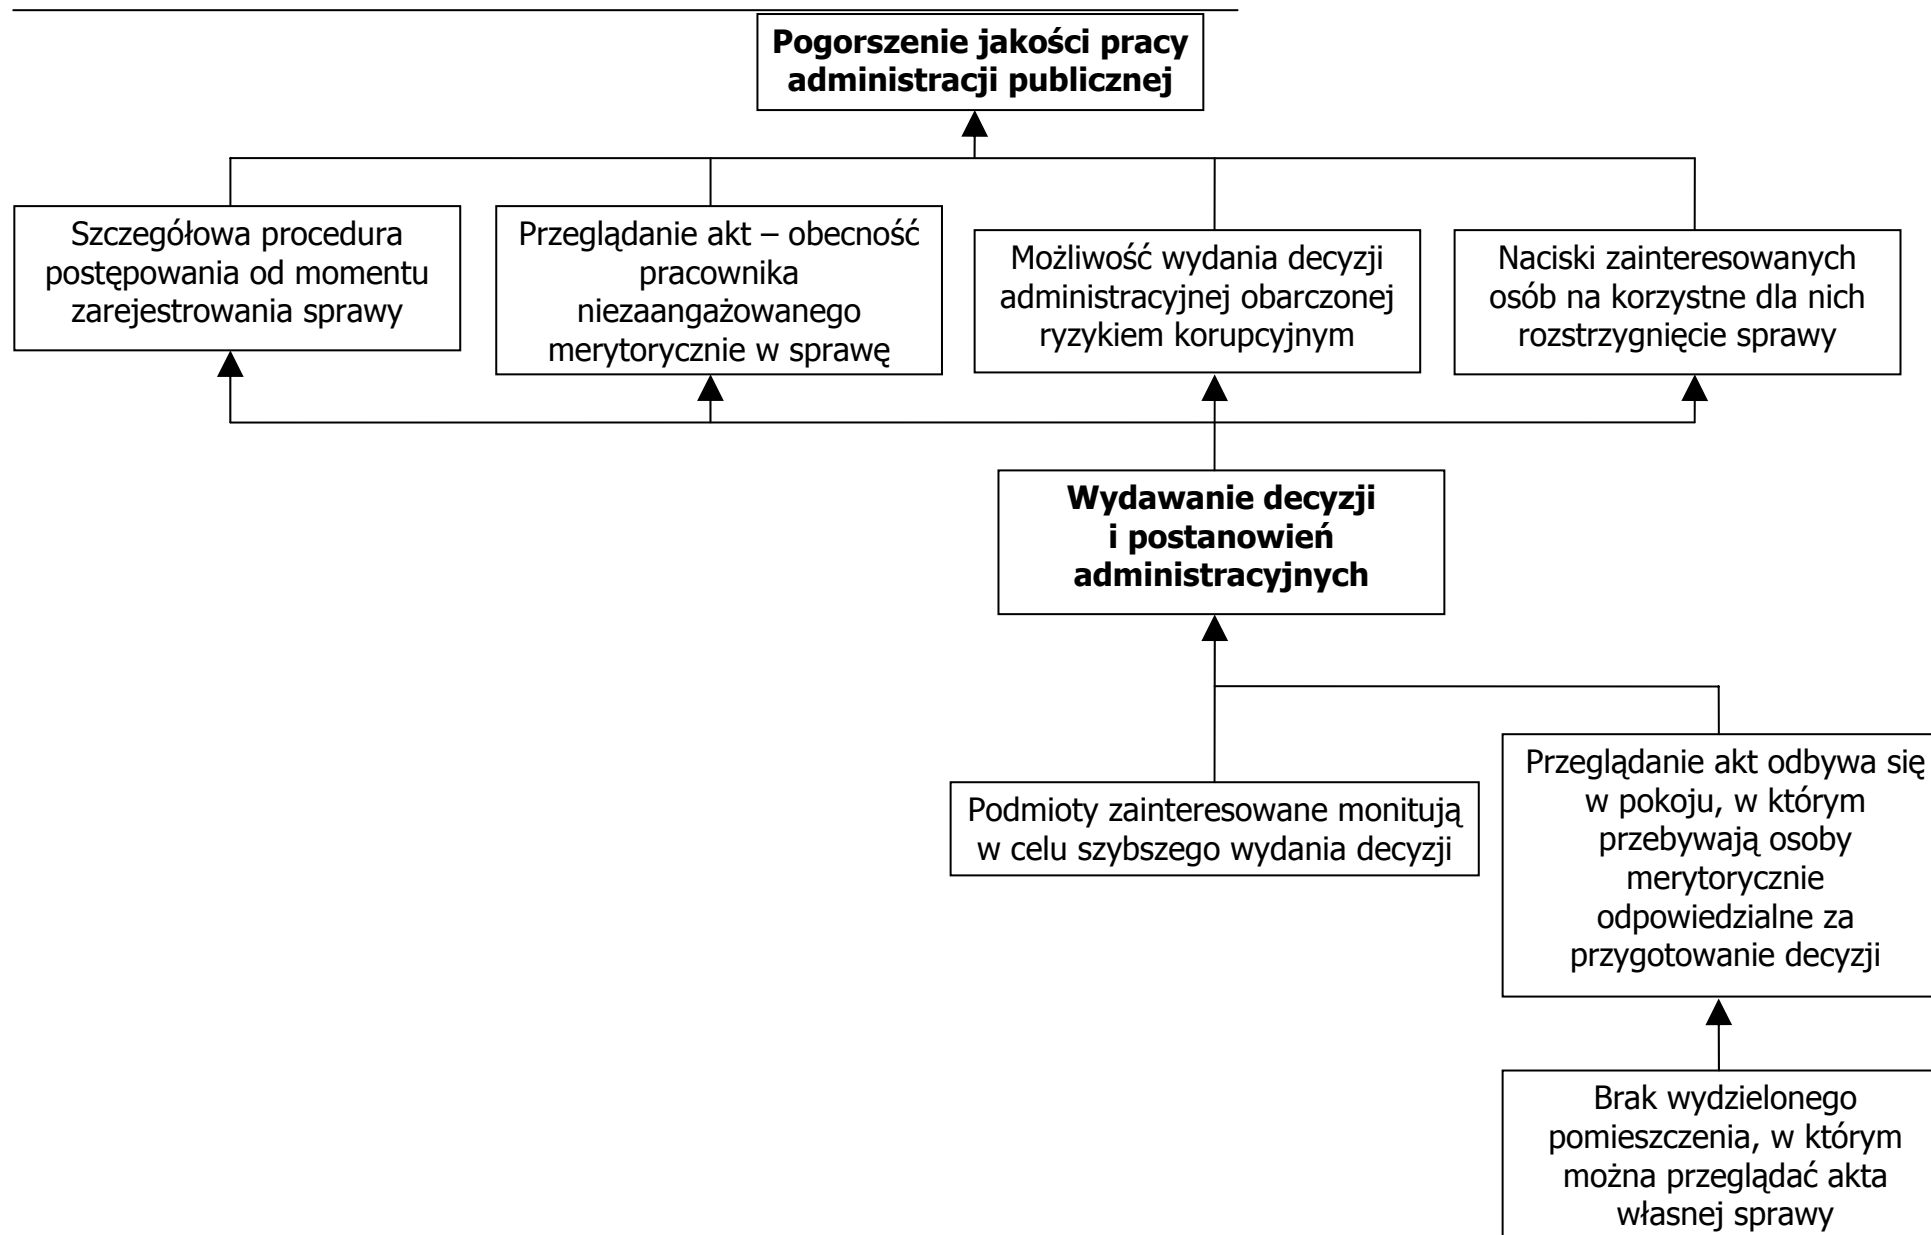 Pogorszenie jakości pracy
administracji publicznej
Szczegółowa procedura
postępowania od momentu
zarejestrowania sprawy
Przeglądanie akt – obecność
pracownika
niezaangażowanego
merytorycznie w sprawę
Możliwość wydania decyzji
administracyjnej obarczonej
ryzykiem korupcyjnym
Naciski zainteresowanych
osób na korzystne dla nich
rozstrzygnięcie sprawy
Wydawanie decyzji
i postanowień
administracyjnych
Podmioty zainteresowane monitują
w celu szybszego wydania decyzji
Przeglądanie akt odbywa się
w pokoju, w którym
przebywają osoby
merytorycznie
odpowiedzialne za
przygotowanie decyzji
Brak wydzielonego
pomieszczenia, w którym
można przeglądać akta
własnej sprawy